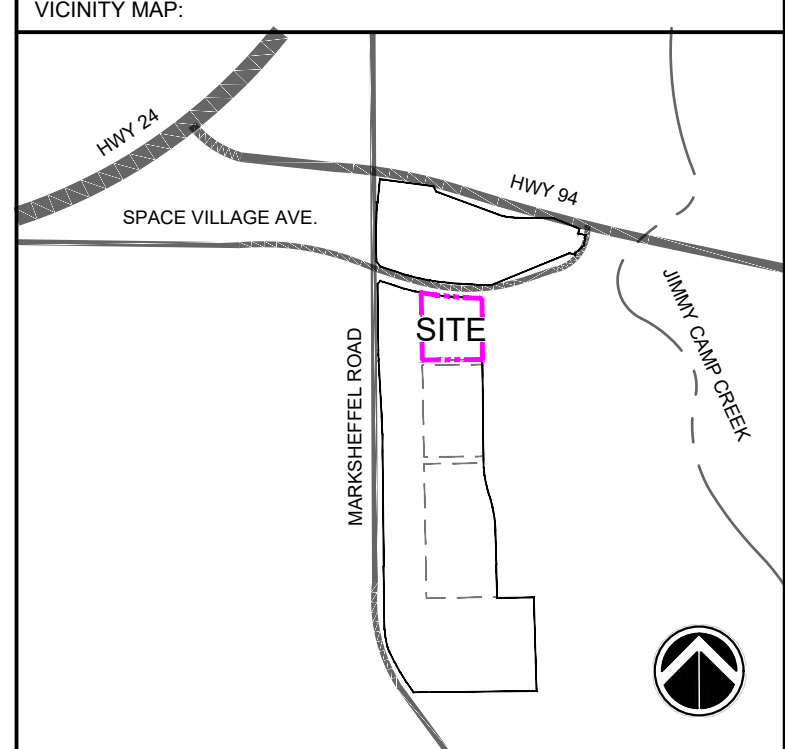 VICINITY MAP:
HWY 24
HWY 94
SPACE VILLAGE AVE.
SITE
JIMMY CAMP CREEK
MARKSHEFFEL ROAD